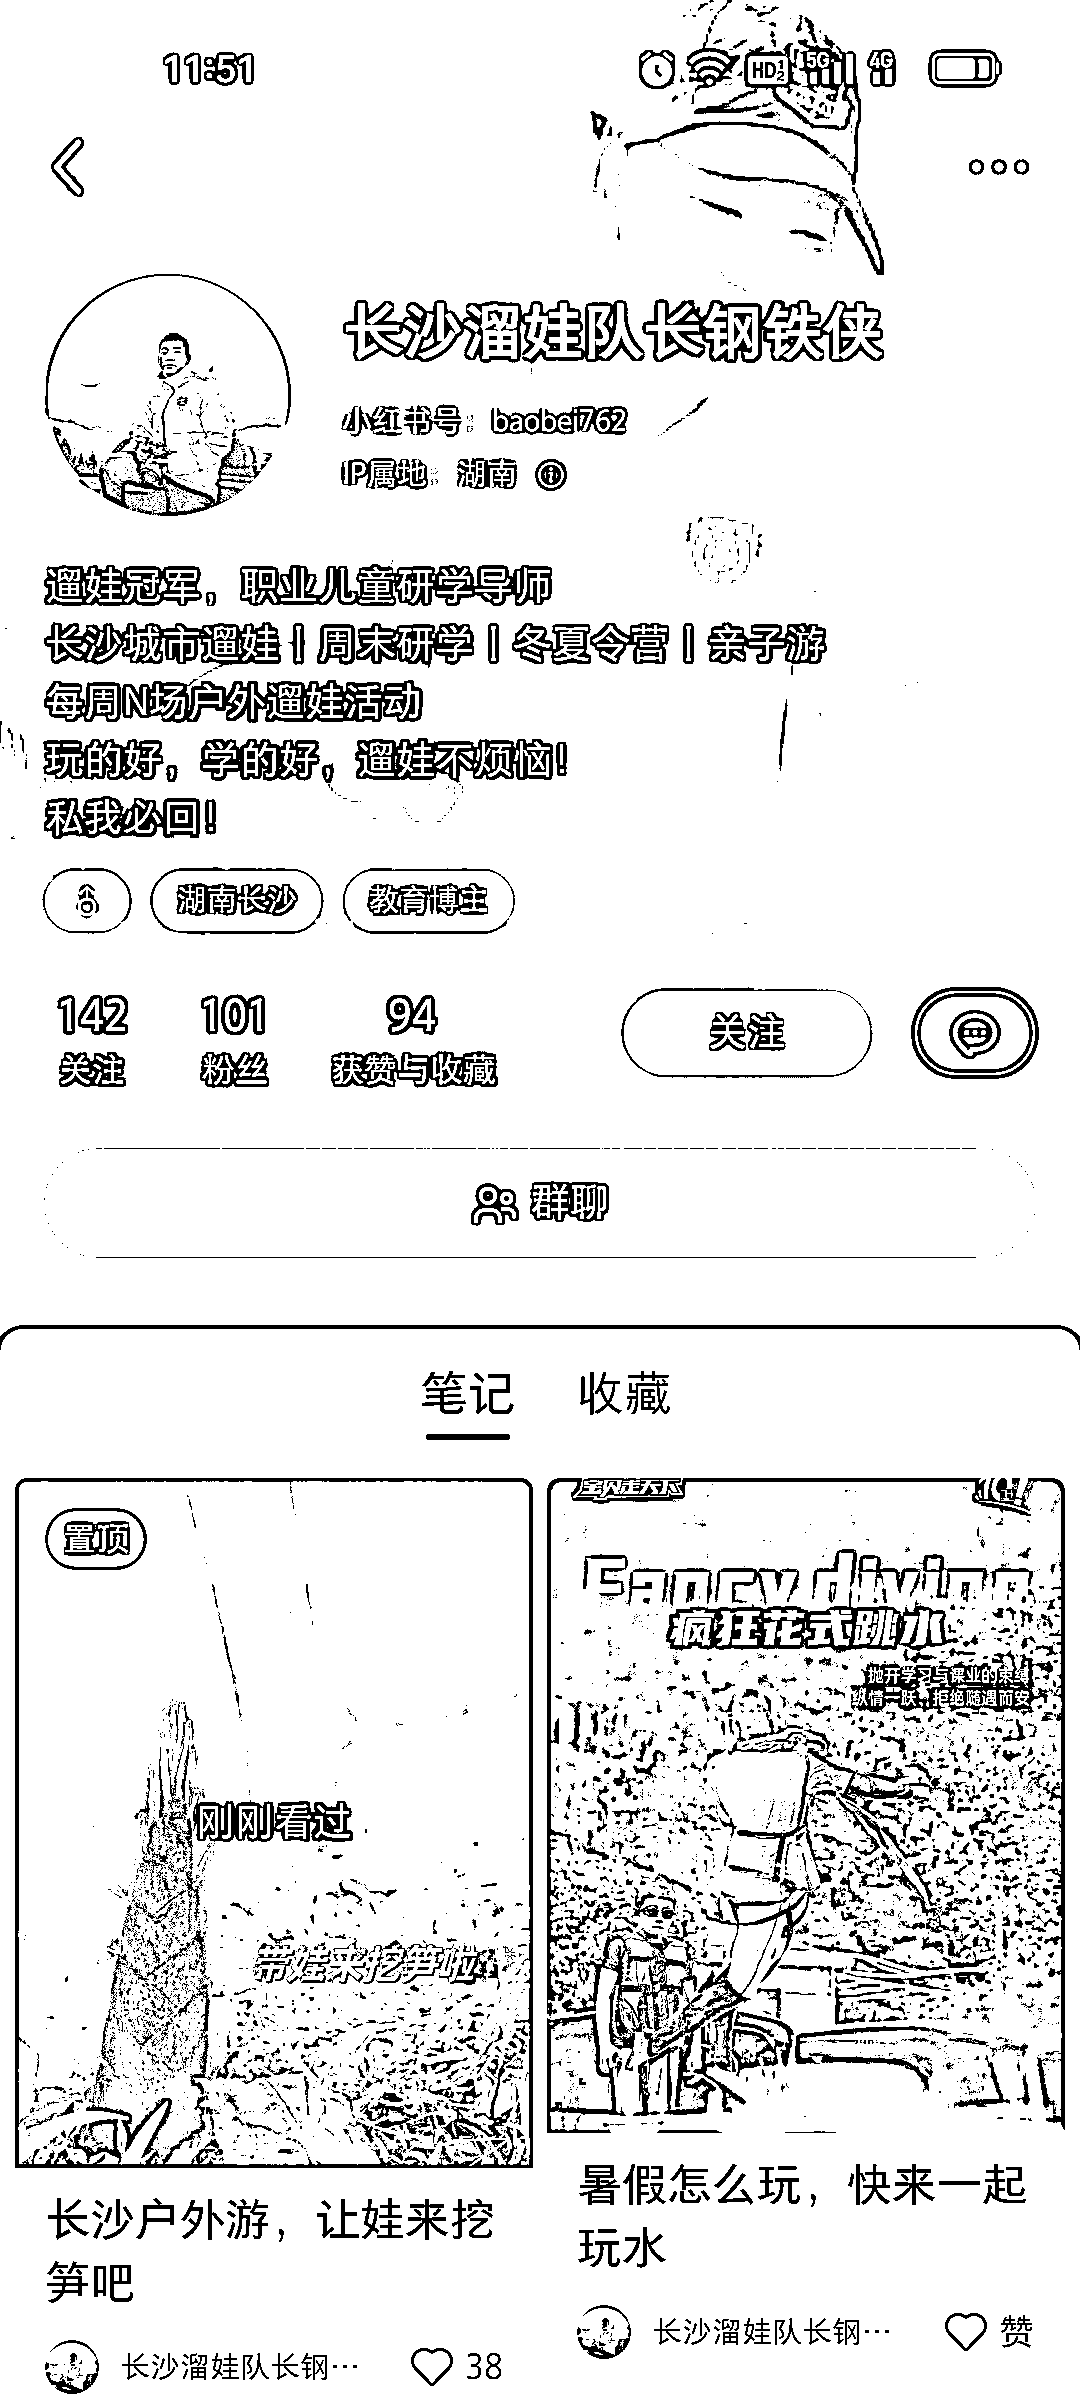 11:51
HD 5G 4G
长沙溜娃队长钢铁侠
小红书号：baobei762
IP属地：湖南
遛娃冠军，职业儿童研学导师
长沙城市遛娃｜周末研学｜冬夏令营｜亲子游
每周N场户外遛娃活动
玩的好，学的好，遛娃不烦恼！
私我必回！
湖南长沙
教育博主
142 101 94
关注 粉丝 获赞与收藏
关注
群聊
笔记 收藏
置顶
刚刚看过
带娃来挖笋啦
长沙户外游，让娃来挖
笋吧
长沙溜娃队长钢… 38
宝贝走天下
Fancy diving
疯狂花式跳水
抛开学习与课业的束缚
纵情一跃，拒绝随遇而安
暑假怎么玩，快来一起
玩水
长沙溜娃队长钢… 赞